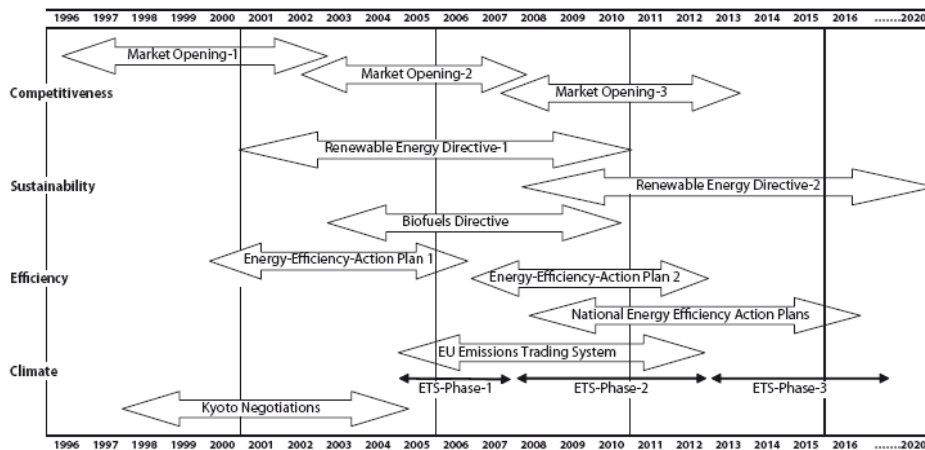 1996 1997 1998 1999 2000 2001 2002 2003 2004 2005 2006 2007 2008 2009 2010 2011 2012 2013 2014 2015 2016 .......2020
Market Opening-1
Market Opening-2
Competitiveness
Market Opening-3
Renewable Energy Directive-1
Sustainability
Renewable Energy Directive-2
Biofuels Directive
Energy-Efficiency-Action Plan 1
Efficiency
Energy-Efficiency-Action Plan 2
National Energy Efficiency Action Plans
EU Emissions Trading System
Climate
ETS-Phase-1 ETS-Phase-2 ETS-Phase-3
Kyoto Negotiations
1996 1997 1998 1999 2000 2001 2002 2003 2004 2005 2006 2007 2008 2009 2010 2011 2012 2013 2014 2015 2016 .......2020